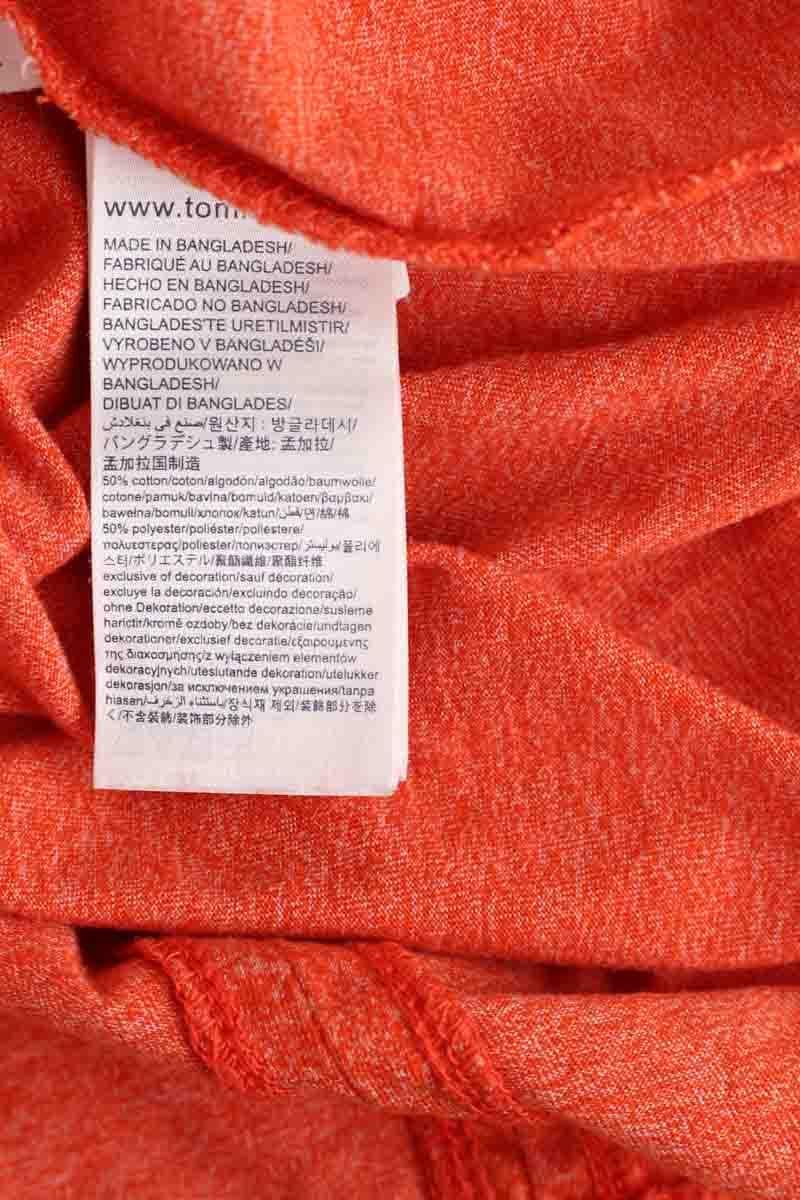 www.tom
MADE IN BANGLADESH/
FABRIQUÉ AU BANGLADESH/
HECHO EN BANGLADESH/
FABRICADO NO BANGLADESH/
BANGLADES'TE URETILMISTIR/
VYROBENO V BANGLADÉŠI/
WYPRODUKOWANO W
BANGLADESH/
DIBUAT DI BANGLADES/
صنع في بنغلادش/원산지 : 방글라데시/
バングラデシュ製/產地: 孟加拉/
孟加拉国制造
50% cotton/coton/algodón/algodão/baumwolle/
cotone/pamuk/bavlna/bomuld/katoen/βαμβακι/
bawełna/bomull/хлопок/katun/قطن/면/綿/棉
50% polyester/poliéster/poliestere/
πολυεστερας/poliester/полиэстер/بوليستر/폴리에
스터/ポリエステル/聚酯纖維/聚酯纤维
exclusive of decoration/sauf décoration/
excluye la decoración/excluindo decoração/
ohne Dekoration/eccetto decorazione/susleme
harictir/kromě ozdoby/bez dekorácie/undtagen
dekorationer/exclusief decoratie/εξαιρουμενης
της διακοσμησης/z wyłączeniem elementów
dekoracyjnych/uteslutande dekoration/utelukker
dekorasjon/за исключением украшения/tanpa
hiasan/باستثناء الزخرف/장식재 제외/装飾部分を除
く/不含裝飾/装饰部分除外